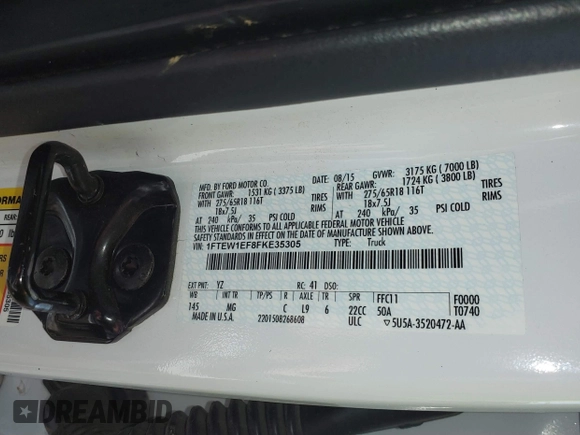 MFD. BY FORD MOTOR CO. 08/15 GVWR: 3175 KG ( 7000 LB)
FRONT GAWR: 1531 KG ( 3375 LB) REAR GAWR: 1724 KG ( 3800 LB)
WITH 275/65R18 116T TIRES WITH 275/65R18 116T TIRES
18x7.5J RIMS 18x7.5J RIMS
AT 240 kPa/ 35 PSI COLD AT 240 kPa/ 35 PSI COLD
THIS VEHICLE CONFORMS TO ALL APPLICABLE FEDERAL MOTOR VEHICLE
SAFETY STANDARDS IN EFFECT ON THE DATE OF MANUFACTURE SHOWN ABOVE.
VIN: 1FTEW1EF8FKE35305 TYPE: Truck
EXT PNT: YZ RC: 41 DSO:
WB INT TR TP/PS R AXLE TR SPR FFC11 F0000
145 MG C L9 6 22CC 50A T0740
MADE IN U.S.A. 2201508268608 ULC 5U5A-3520472-AA
DREAMBID